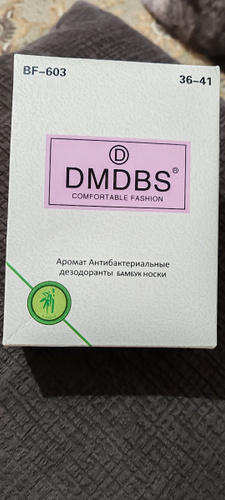 BF-603 36-41
D
DMDBS®
COMFORTABLE FASHION
Аромат Антибактериальные
дезодоранты БАМБУК НОСКИ